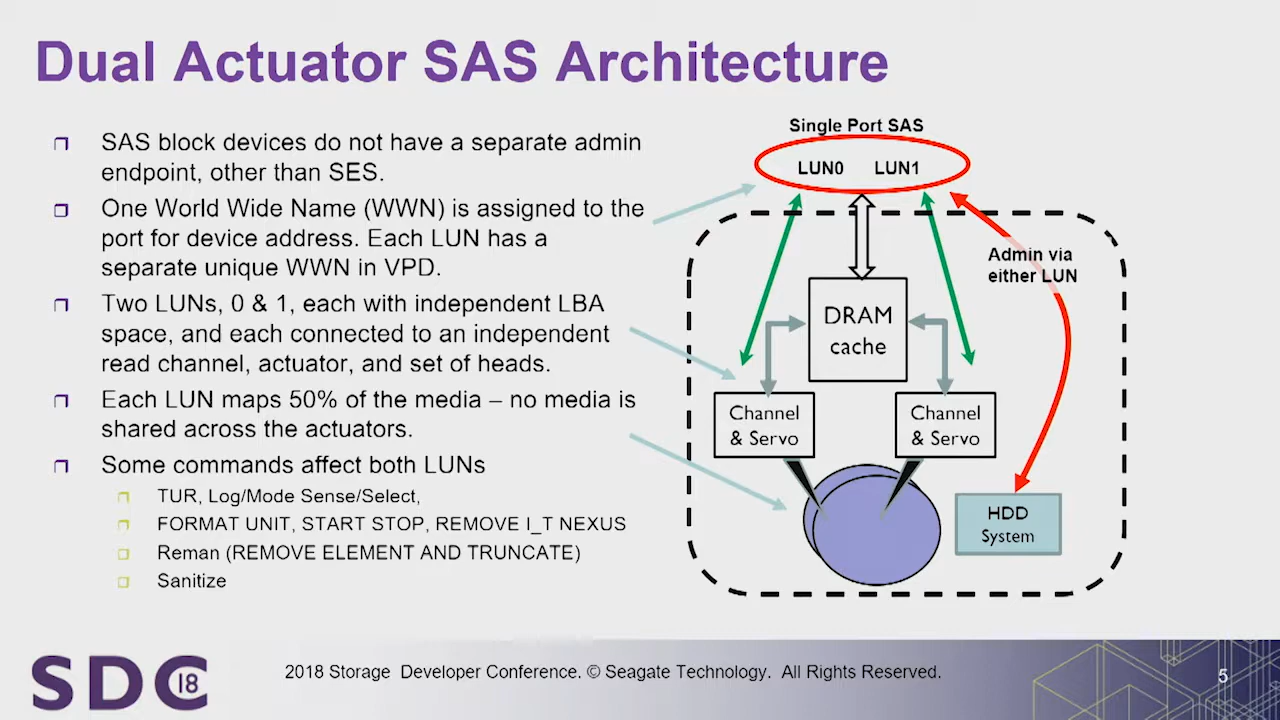 Dual Actuator SAS Architecture
SAS block devices do not have a separate admin
endpoint, other than SES.
One World Wide Name (WWN) is assigned to the
port for device address. Each LUN has a
separate unique WWN in VPD.
Two LUNs, 0 & 1, each with independent LBA
space, and each connected to an independent
read channel, actuator, and set of heads.
Each LUN maps 50% of the media – no media is
shared across the actuators.
Some commands affect both LUNs
TUR, Log/Mode Sense/Select,
FORMAT UNIT, START STOP, REMOVE I_T NEXUS
Reman (REMOVE ELEMENT AND TRUNCATE)
Sanitize
Single Port SAS
LUN0 LUN1
Admin via
either LUN
DRAM
cache
Channel
& Servo
Channel
& Servo
HDD
System
SDC 18
2018 Storage Developer Conference. © Seagate Technology. All Rights Reserved.
5